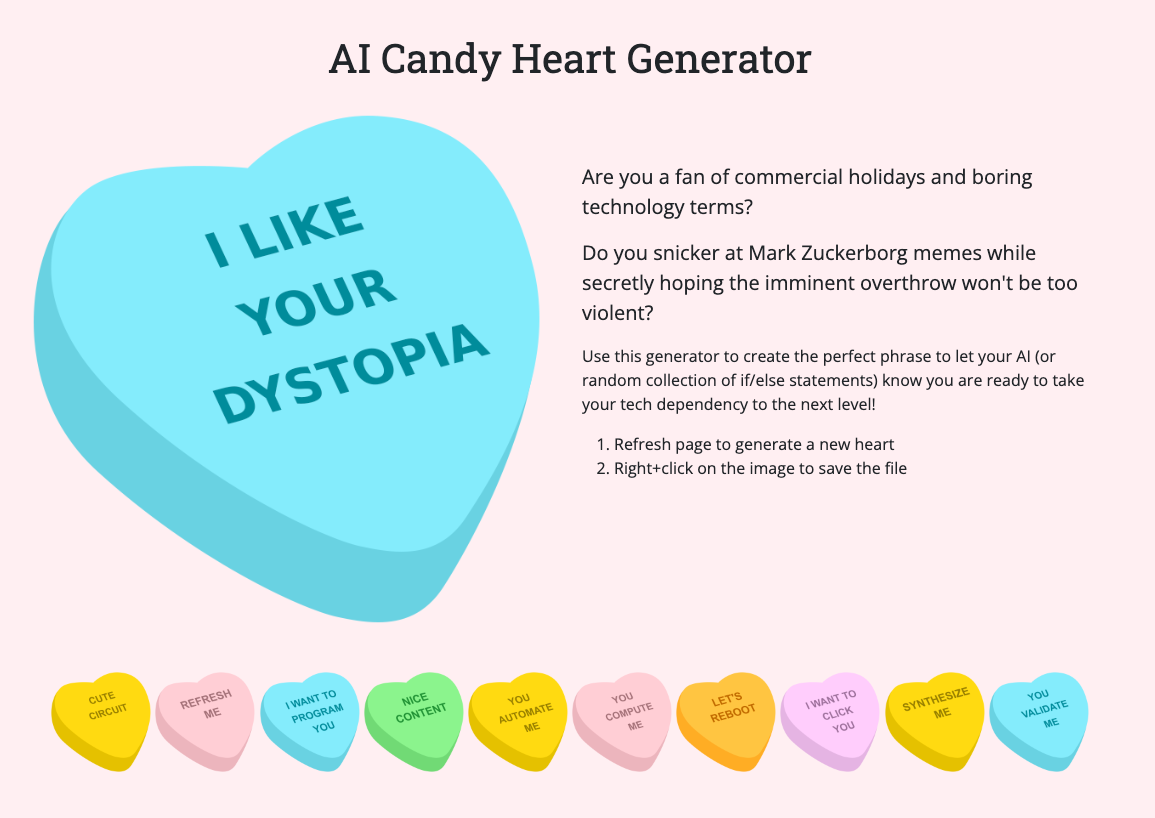 AI Candy Heart Generator
I LIKE
YOUR
DYSTOPIA
Are you a fan of commercial holidays and boring
technology terms?
Do you snicker at Mark Zuckerborg memes while
secretly hoping the imminent overthrow won't be too
violent?
Use this generator to create the perfect phrase to let your AI (or
random collection of if/else statements) know you are ready to take
your tech dependency to the next level!
1. Refresh page to generate a new heart
2. Right+click on the image to save the file
CUTE
CIRCUIT
REFRESH
ME
I WANT TO
PROGRAM
YOU
NICE
CONTENT
YOU
AUTOMATE
ME
YOU
COMPUTE
ME
LET'S
REBOOT
I WANT TO
CLICK
YOU
SYNTHESIZE
ME
YOU
VALIDATE
ME